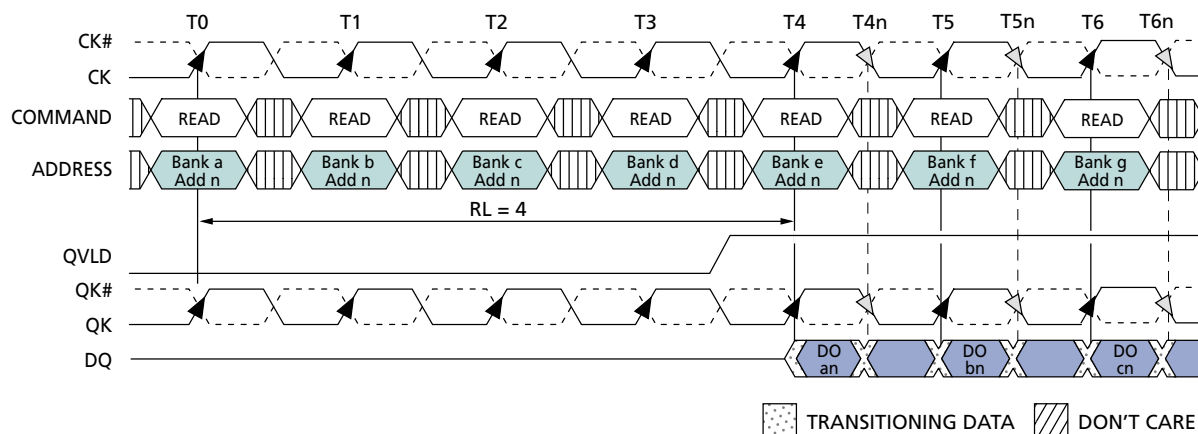 T0 T1 T2 T3 T4 T4n T5 T5n T6 T6n
CK#
CK
COMMAND READ READ READ READ READ READ READ
ADDRESS Bank a Add n Bank b Add n Bank c Add n Bank d Add n Bank e Add n Bank f Add n Bank g Add n
RL = 4
QVLD
QK#
QK
DQ DO an DO bn DO cn
TRANSITIONING DATA DON'T CARE